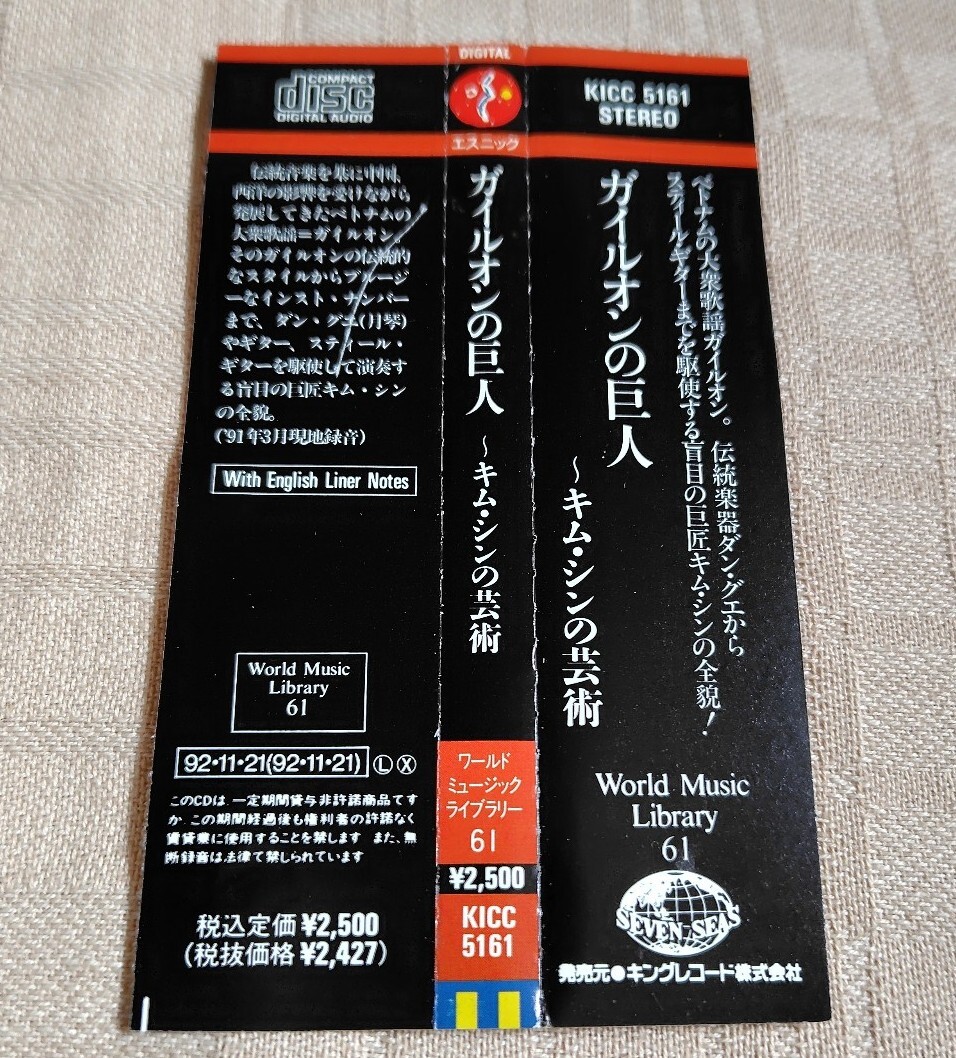 COMPACT
disc
DIGITAL AUDIO
伝統音楽を基に中国、
西洋の影響を受けながら
発展してきたベトナムの
大衆歌謡=ガイルオン。
そのガイルオンの伝統的
なスタイルからブルージ
ーなインスト・ナンバー
まで、ダン・グエ(月琴)
やギター、スティール・
ギターを駆使して演奏す
る盲目の巨匠キム・シン
の全貌。
('91年3月現地録音)
With English Liner Notes
World Music
Library
61
92・11・21(92・11・21) Ⓛ Ⓧ
このCDは、一定期間貸与非許諾商品です
が、この期間経過後も権利者の許諾なく
賃貸業に使用することを禁じます また、無
断録音は法律で禁じられています
税込定価 ¥2,500
(税抜価格 ¥2,427)
DIGITAL
エスニック
ガイルオンの巨人
~キム・シンの芸術
ワールド
ミュージック
ライブラリー
61
¥2,500
KICC
5161
KICC 5161
STEREO
ベトナムの大衆歌謡ガイルオン。伝統楽器ダン・グエから
スティール・ギターまでを駆使する盲目の巨匠キム・シンの全貌!
ガイルオンの巨人
~キム・シンの芸術
World Music
Library
61
SEVEN SEAS
発売元●キングレコード株式会社